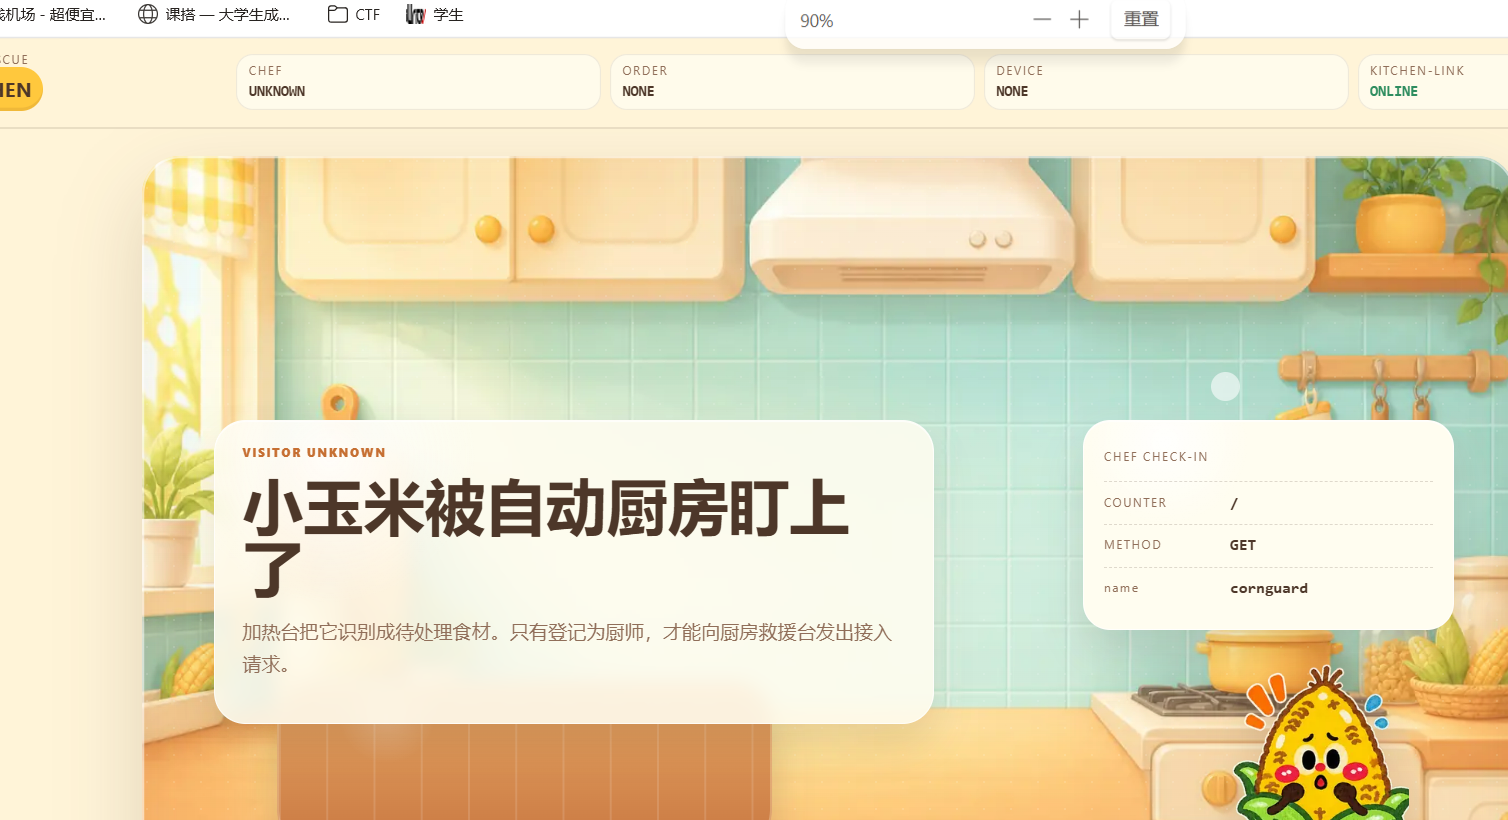 浅机场 - 超便宜...
课搭 — 大学生成...
CTF
学生
90%
重置
SCUE
HEN
CHEF
UNKNOWN
ORDER
NONE
DEVICE
NONE
KITCHEN-LINK
ONLINE
VISITOR UNKNOWN
小玉米被自动厨房盯上
了
加热台把它识别成待处理食材。只有登记为厨师，才能向厨房救援台发出接入
请求。
CHEF CHECK-IN
COUNTER /
METHOD GET
name cornguard